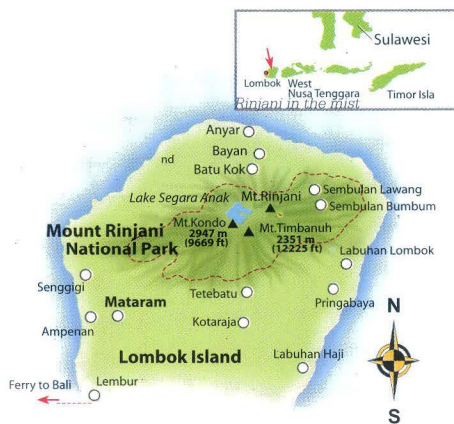 Sulawesi
Lombok
West
Nusa Tenggara
Timor Isla
Rinjani in the mist
Anyar
Bayan
nd
Batu Kok
Lake Segara Anak
Mt.Rinjani
Sembulan Lawang
Sembulan Bumbum
Mt.Kondo
2947 m
(9669 ft)
Mt.Timbanuh
2351 m
(12225 ft)
Mount Rinjani
National Park
Labuhan Lombok
Senggigi
Tetebatu
Pringabaya
Mataram
Ampenan
Kotaraja
N
Lombok Island
Labuhan Haji
Ferry to Bali
Lembur
S